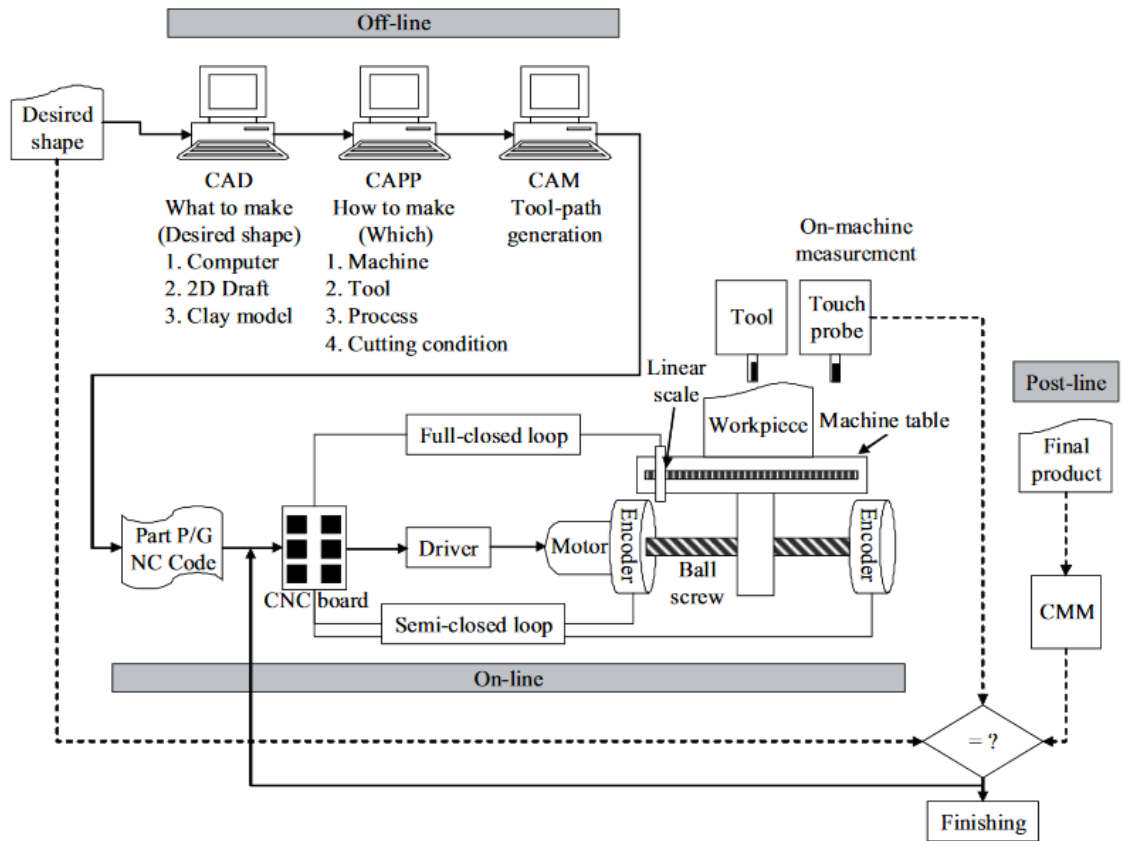 Off-line
Desired
shape
CAD
What to make
(Desired shape)
1. Computer
2. 2D Draft
3. Clay model
CAPP
How to make
(Which)
1. Machine
2. Tool
3. Process
4. Cutting condition
CAM
Tool-path
generation
On-machine
measurement
Tool
Touch
probe
Linear
scale
Workpiece
Machine table
Post-line
Final
product
Full-closed loop
Part P/G
NC Code
CNC board
Driver
Motor
Encoder
Ball
screw
Encoder
CMM
Semi-closed loop
On-line
= ?
Finishing